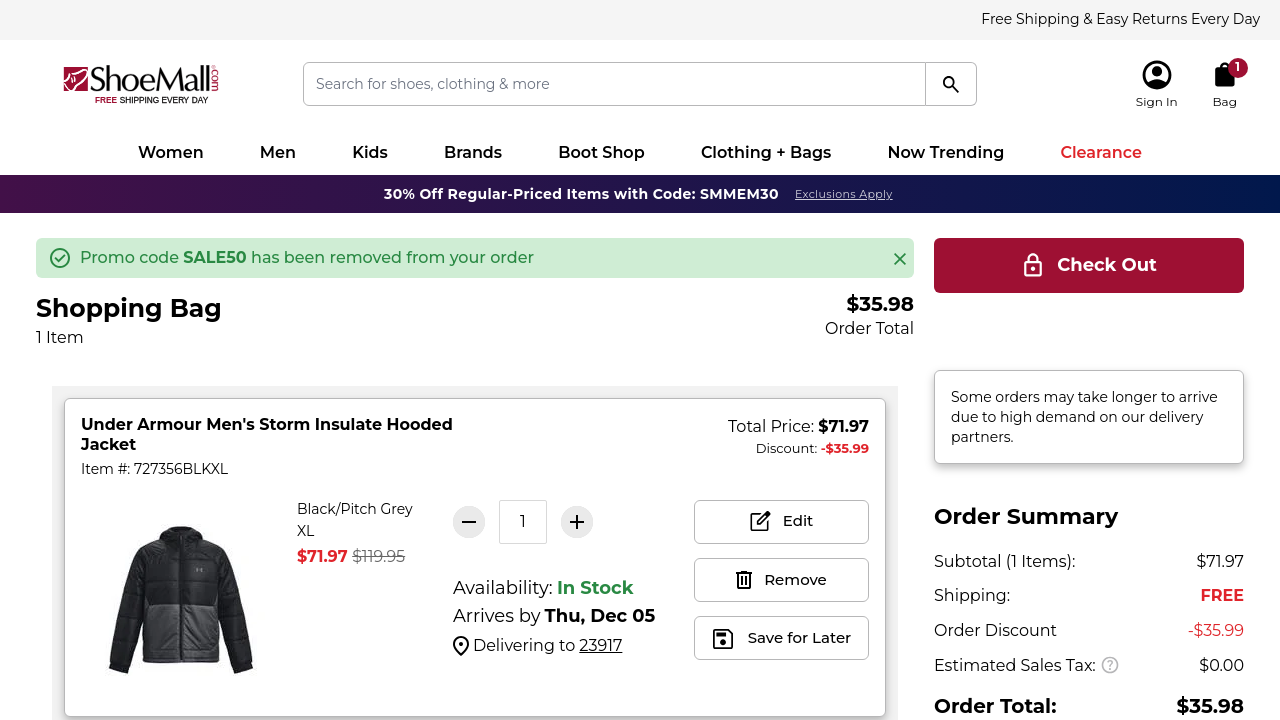 Free Shipping & Easy Returns Every Day
ShoeMall.com
FREE SHIPPING EVERY DAY
Search for shoes, clothing & more
Sign In
1
Bag
Women Men Kids Brands Boot Shop Clothing + Bags Now Trending Clearance
30% Off Regular-Priced Items with Code: SMMEM30 Exclusions Apply
Promo code SALE50 has been removed from your order
Check Out
Shopping Bag
1 Item
$35.98
Order Total
Some orders may take longer to arrive
due to high demand on our delivery
partners.
Under Armour Men's Storm Insulate Hooded
Jacket
Item #: 727356BLKXL
Total Price: $71.97
Discount: -$35.99
Black/Pitch Grey
XL
$71.97 $119.95
1
Availability: In Stock
Arrives by Thu, Dec 05
Delivering to 23917
Edit
Remove
Save for Later
Order Summary
Subtotal (1 Items): $71.97
Shipping: FREE
Order Discount -$35.99
Estimated Sales Tax: ? $0.00
Order Total: $35.98